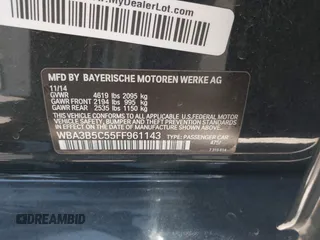 www.MyDealerLot.com
MFD BY BAYERISCHE MOTOREN WERKE AG
11/14
GVWR 4619 lbs 2095 kg
GAWR FRONT 2194 lbs 995 kg
GAWR REAR 2535 lbs 1150 kg
THIS VEHICLE CONFORMS TO ALL APPLICABLE
U.S. FEDERAL MOTOR VEHICLE
SAFETY, BUMPER AND THEFT PREVENTION
STANDARDS IN EFFECT ON THE DATE OF
MANUFACTURE SHOWN ABOVE.
WBA3B5C55FF961143 TYPE: PASSENGER CAR
475/
DREAMBID